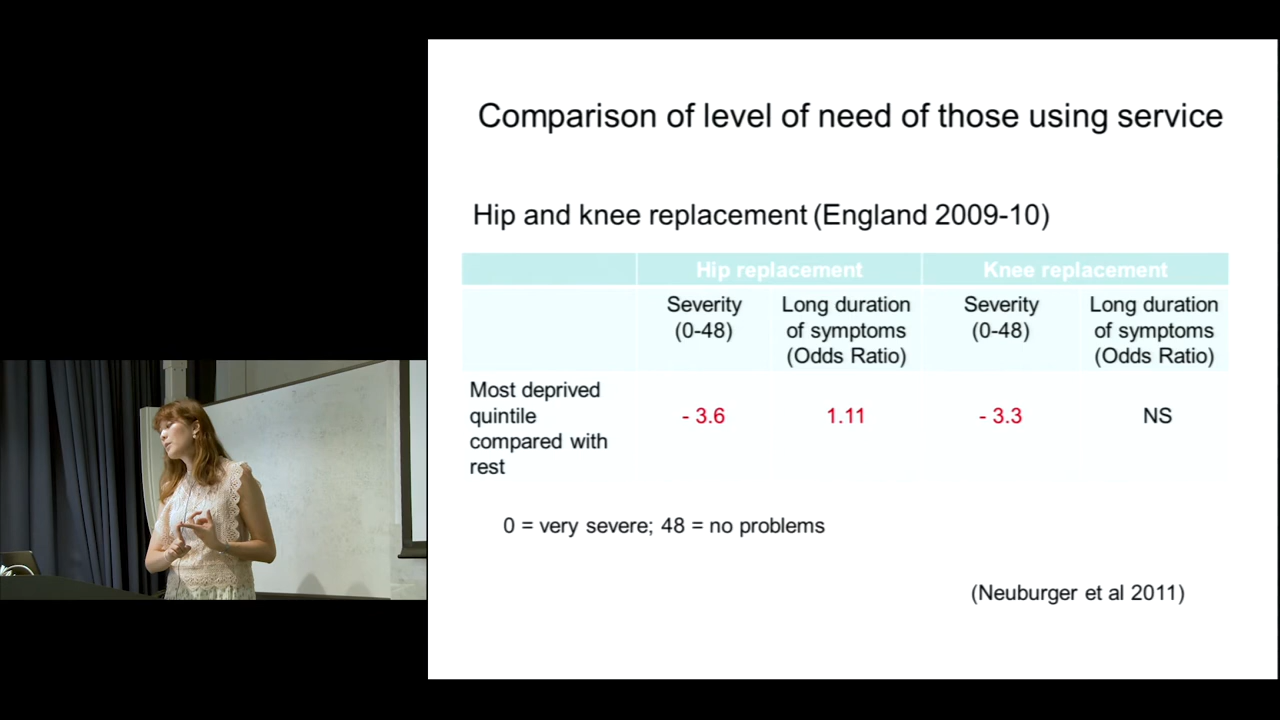 Comparison of level of need of those using service
Hip and knee replacement (England 2009-10)
Hip replacement Knee replacement
Severity (0-48) Long duration of symptoms (Odds Ratio) Severity (0-48) Long duration of symptoms (Odds Ratio)
Most deprived quintile compared with rest - 3.6 1.11 - 3.3 NS
0 = very severe; 48 = no problems
(Neuburger et al 2011)